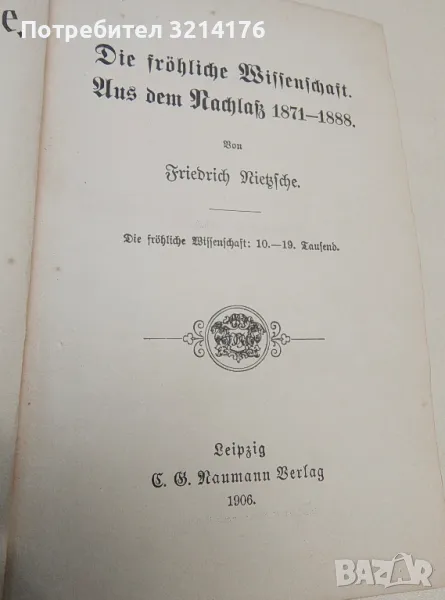 e,
Потребител 3214176
Die fröhliche Wissenschaft.
Aus dem Nachlaß 1871—1888.
Von
Friedrich Nietzsche.
Die fröhliche Wissenschaft: 10.—19. Tausend.
Leipzig
C. G. Naumann Verlag
1906.
BAZAR